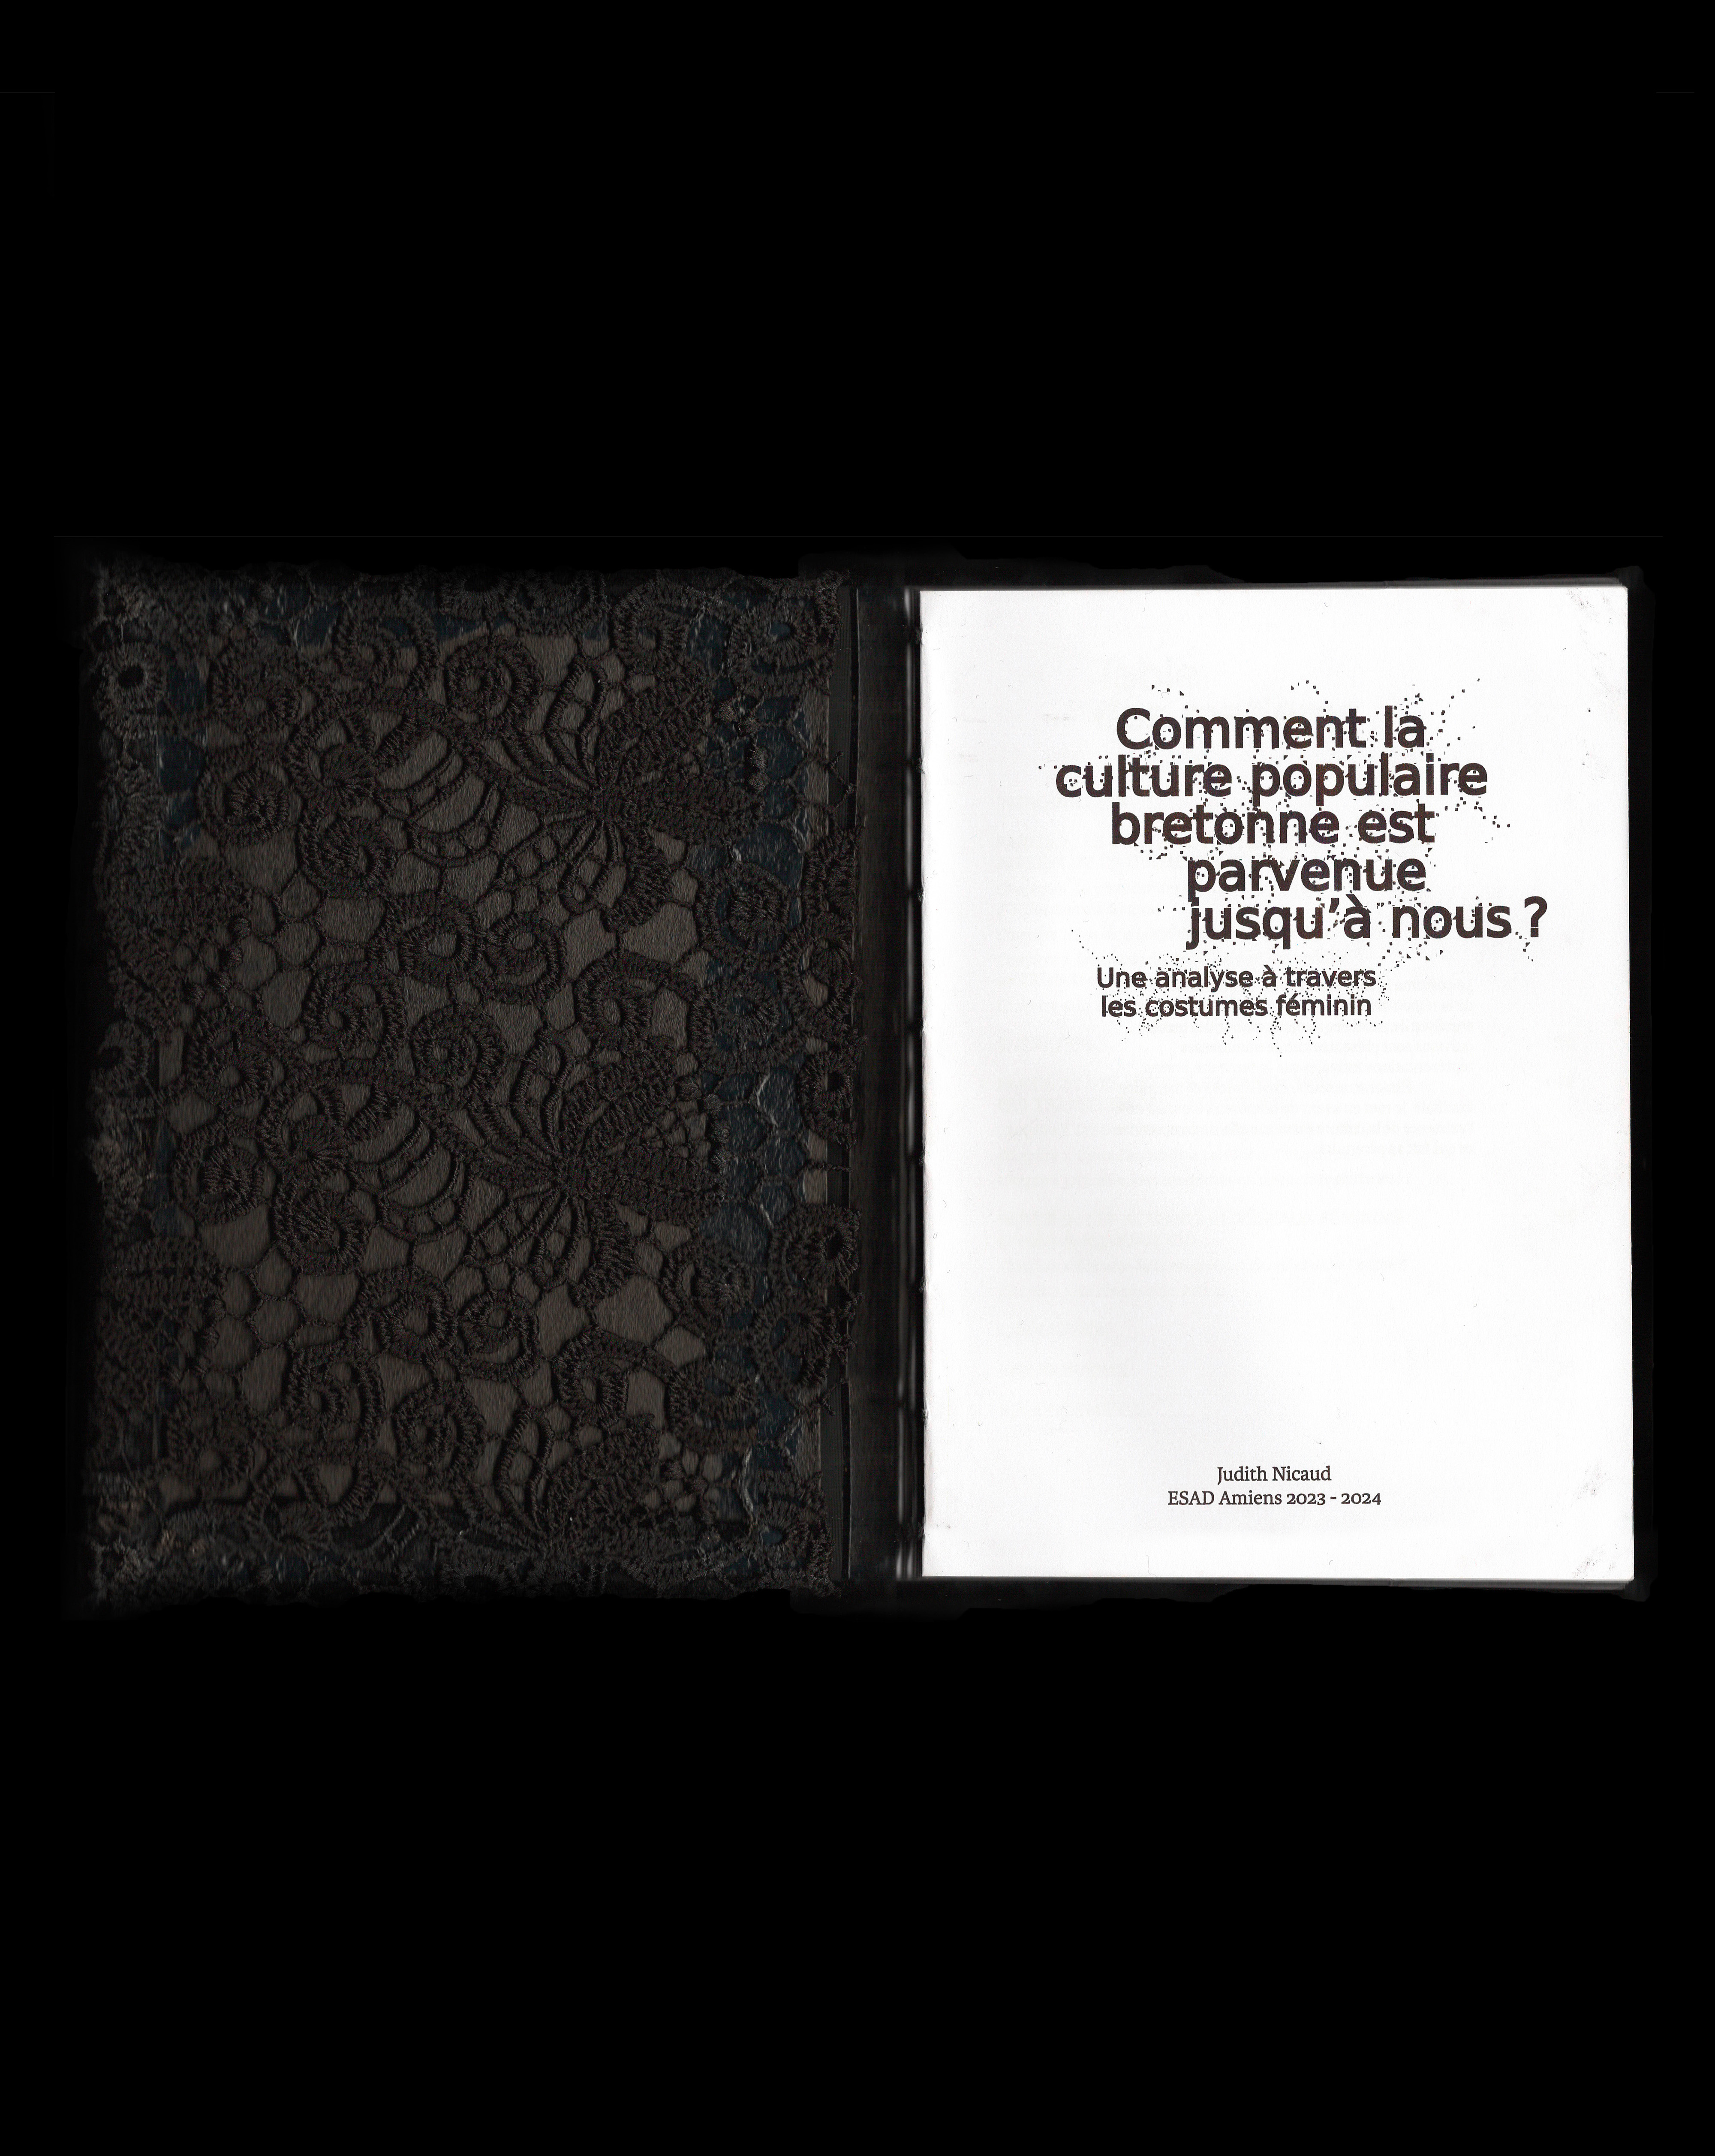 Comment la
culture populaire
bretonne est
parvenue
jusqu’à nous ?
Une analyse à travers
les costumes féminin
Judith Nicaud
ESAD Amiens 2023 - 2024